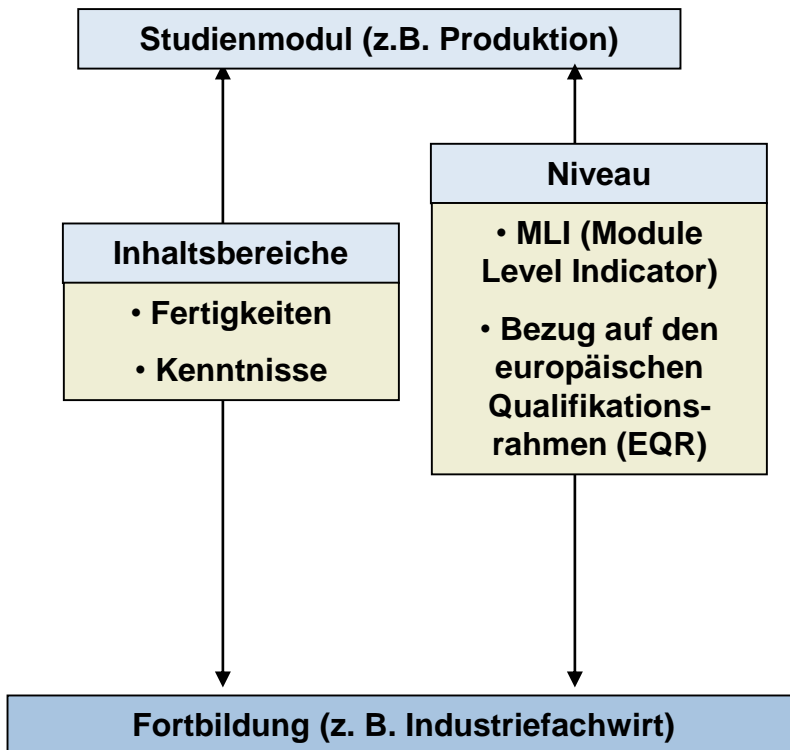 Studienmodul (z.B. Produktion)
Inhaltsbereiche
• Fertigkeiten
• Kenntnisse
Niveau
• MLI (Module
Level Indicator)
• Bezug auf den
europäischen
Qualifikations-
rahmen (EQR)
Fortbildung (z. B. Industriefachwirt)